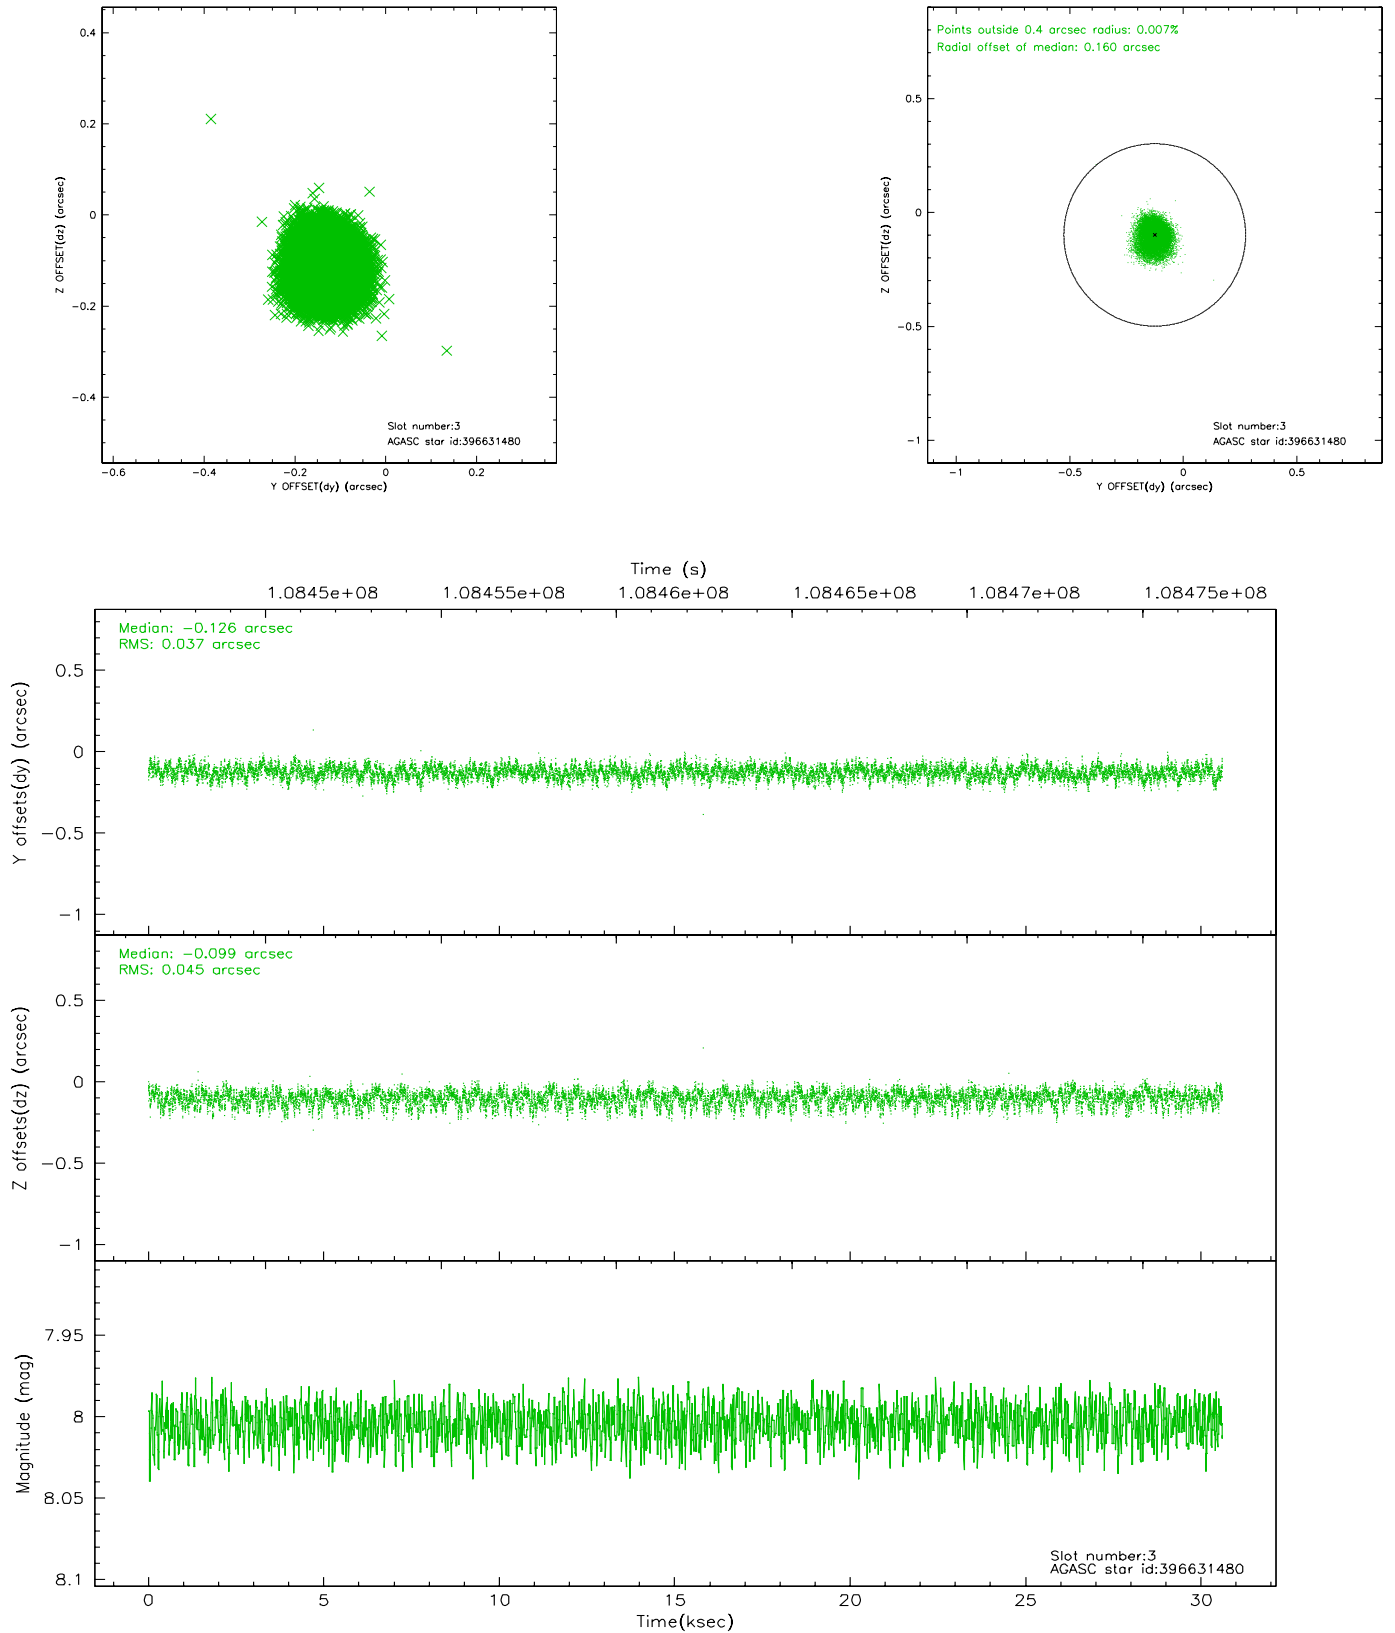 0.4
0.2
0
-0.2
-0.4
Z OFFSET(dz) (arcsec)
Slot number:3
AGASC star id:396631480
-0.6 -0.4 -0.2 0 0.2
Y OFFSET(dy) (arcsec)
Points outside 0.4 arcsec radius: 0.007%
Radial offset of median: 0.160 arcsec
0.5
0
-0.5
-1
Z OFFSET(dz) (arcsec)
Slot number:3
AGASC star id:396631480
-1 -0.5 0 0.5
Y OFFSET(dy) (arcsec)
Time (s)
1.0845e+08 1.08455e+08 1.0846e+08 1.08465e+08 1.0847e+08 1.08475e+08
Median: -0.126 arcsec
RMS: 0.037 arcsec
0.5
0
-0.5
-1
Y offsets(dy) (arcsec)
Median: -0.099 arcsec
RMS: 0.045 arcsec
0.5
0
-0.5
-1
Z offsets(dz) (arcsec)
7.95
8
8.05
8.1
Magnitude (mag)
Slot number:3
AGASC star id:396631480
0 5 10 15 20 25 30
Time(ksec)